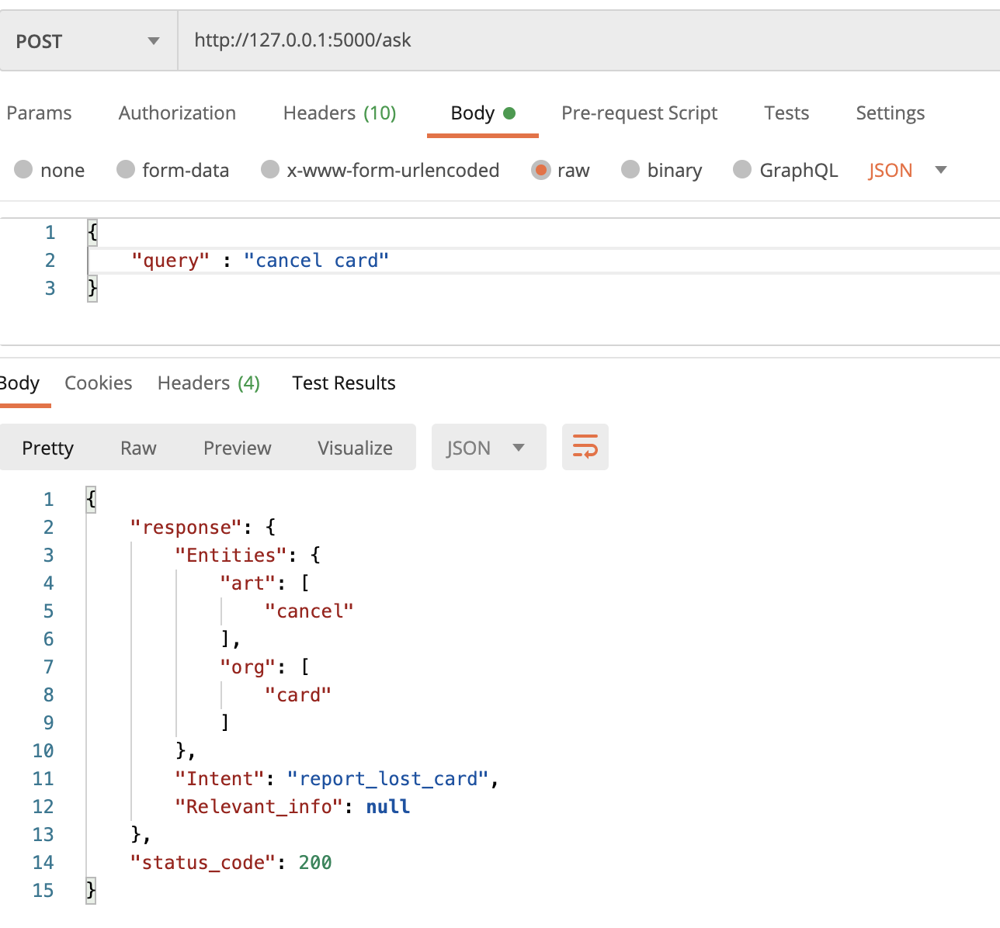 POST http://127.0.0.1:5000/ask
Params Authorization Headers (10) Body Pre-request Script Tests Settings
none form-data x-www-form-urlencoded raw binary GraphQL JSON
1 {
2 "query" : "cancel card"
3 }
Body Cookies Headers (4) Test Results
Pretty Raw Preview Visualize JSON
1 {
2 "response": {
3 "Entities": {
4 "art": [
5 "cancel"
6 ],
7 "org": [
8 "card"
9 ]
10 },
11 "Intent": "report_lost_card",
12 "Relevant_info": null
13 },
14 "status_code": 200
15 }